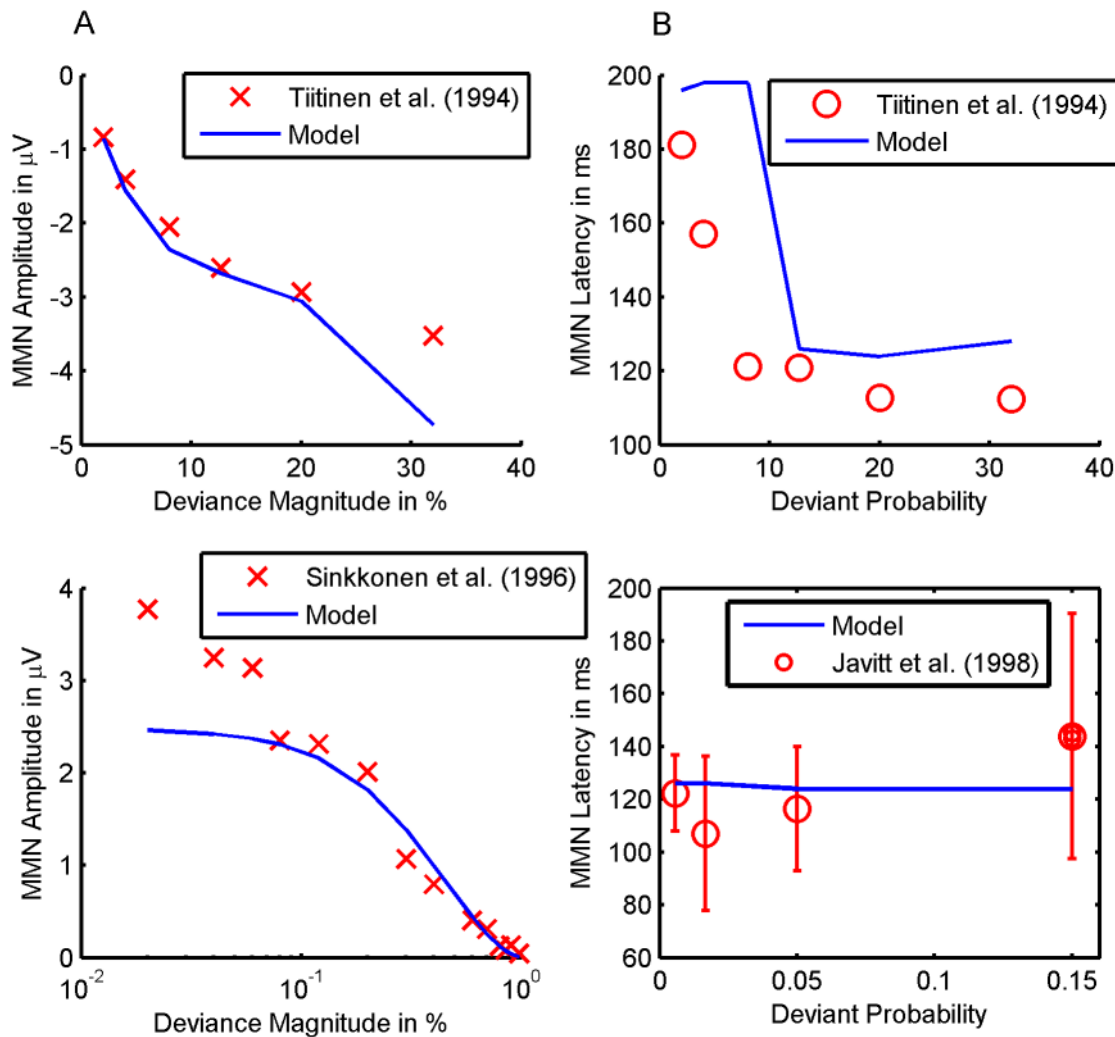 A
0
-1
-2
-3
-4
-5
MMN Amplitude in μV
Tiitinen et al. (1994)
Model
0 10 20 30 40
Deviance Magnitude in %
B
200
180
160
140
120
100
MMN Latency in ms
Tiitinen et al. (1994)
Model
0 10 20 30 40
Deviant Probability
4
3
2
1
0
MMN Amplitude in μV
Sinkkonen et al. (1996)
Model
10^-2 10^-1 10^0
Deviance Magnitude in %
200
180
160
140
120
100
80
60
MMN Latency in ms
Model
Javitt et al. (1998)
0 0.05 0.1 0.15
Deviant Probability